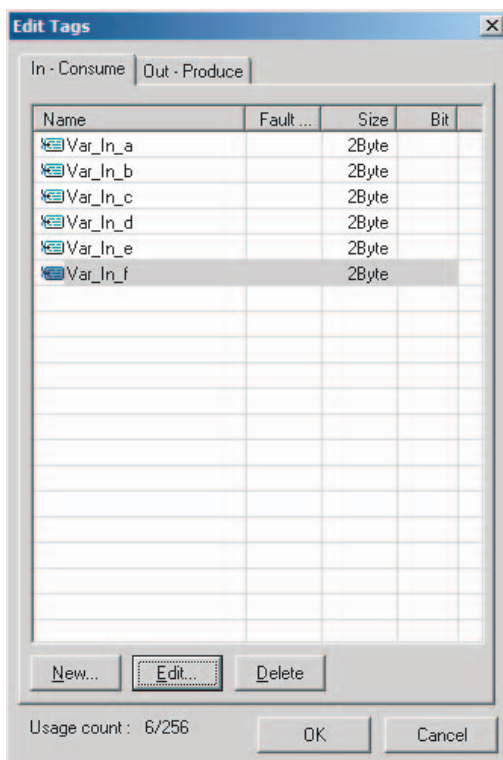 Edit Tags
In - Consume Out - Produce
Name Fault ... Size Bit
Var_In_a 2Byte
Var_In_b 2Byte
Var_In_c 2Byte
Var_In_d 2Byte
Var_In_e 2Byte
Var_In_f 2Byte
New... Edit... Delete
Usage count : 6/256 OK Cancel